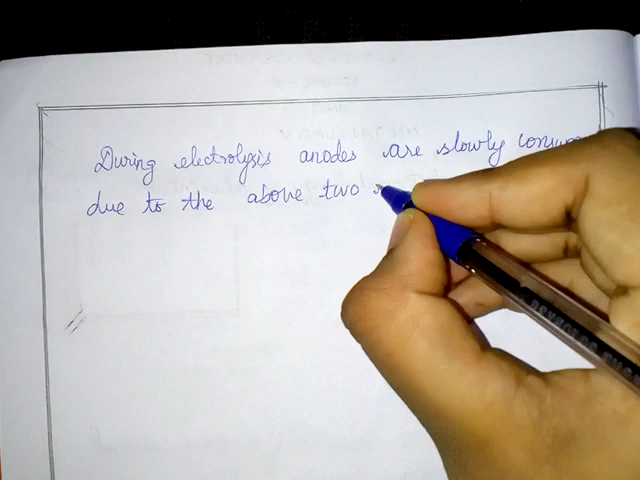 During electrolysis anodes are slowly
due to the above two